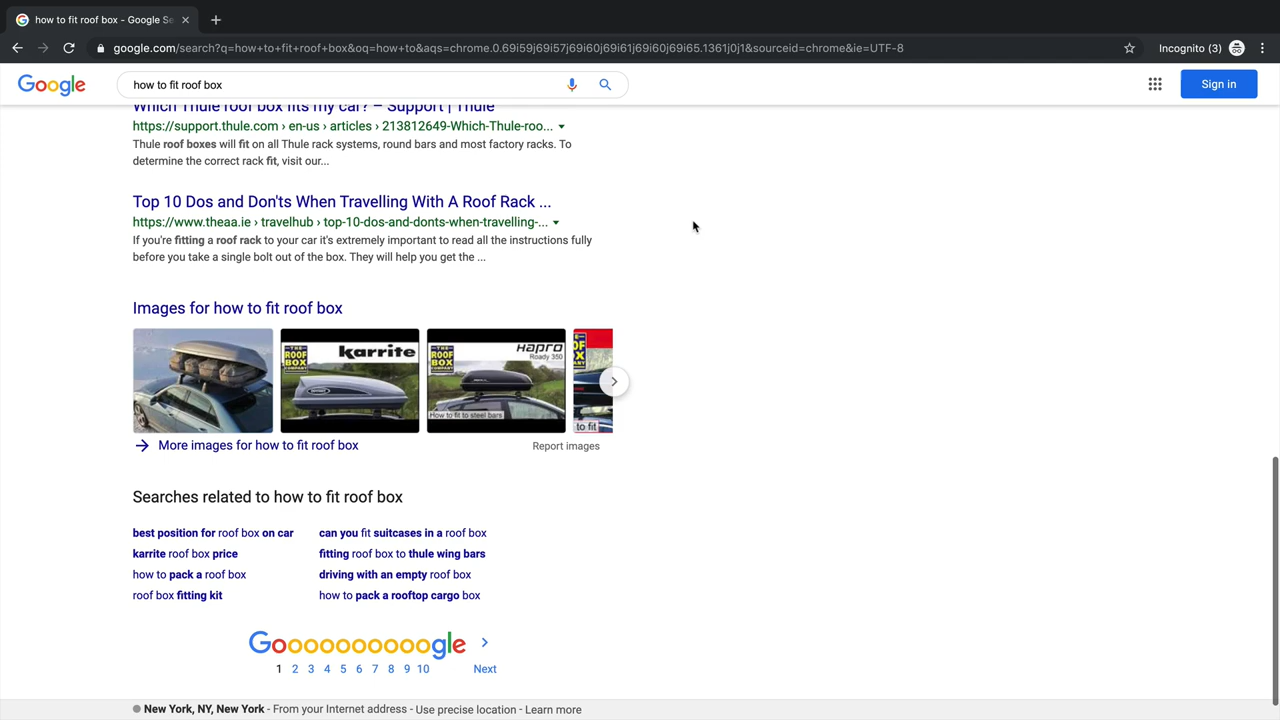 how to fit roof box - Google Se
google.com/search?q=how+to+fit+roof+box&oq=how+to&aqs=chrome.0.69i59j69i57j69i60j69i61j69i60j69i65.1361j0j1&sourceid=chrome&ie=UTF-8
Incognito (3)
Google
how to fit roof box
Sign in
Which Thule roof box fits my car? – Support | Thule
https://support.thule.com › en-us › articles › 213812649-Which-Thule-roo...
Thule roof boxes will fit on all Thule rack systems, round bars and most factory racks. To
determine the correct rack fit, visit our...
Top 10 Dos and Don'ts When Travelling With A Roof Rack ...
https://www.theaa.ie › travelhub › top-10-dos-and-donts-when-travelling-...
If you're fitting a roof rack to your car it's extremely important to read all the instructions fully
before you take a single bolt out of the box. They will help you get the ...
Images for how to fit roof box
THE ROOF BOX COMPANY
karrite
THE ROOF BOX COMPANY
HAPRO
Roady 350
How to fit to steel bars
to fit
More images for how to fit roof box
Report images
Searches related to how to fit roof box
best position for roof box on car
can you fit suitcases in a roof box
karrite roof box price
fitting roof box to thule wing bars
how to pack a roof box
driving with an empty roof box
roof box fitting kit
how to pack a rooftop cargo box
Goooooooooogle
1 2 3 4 5 6 7 8 9 10 Next
New York, NY, New York - From your Internet address - Use precise location - Learn more